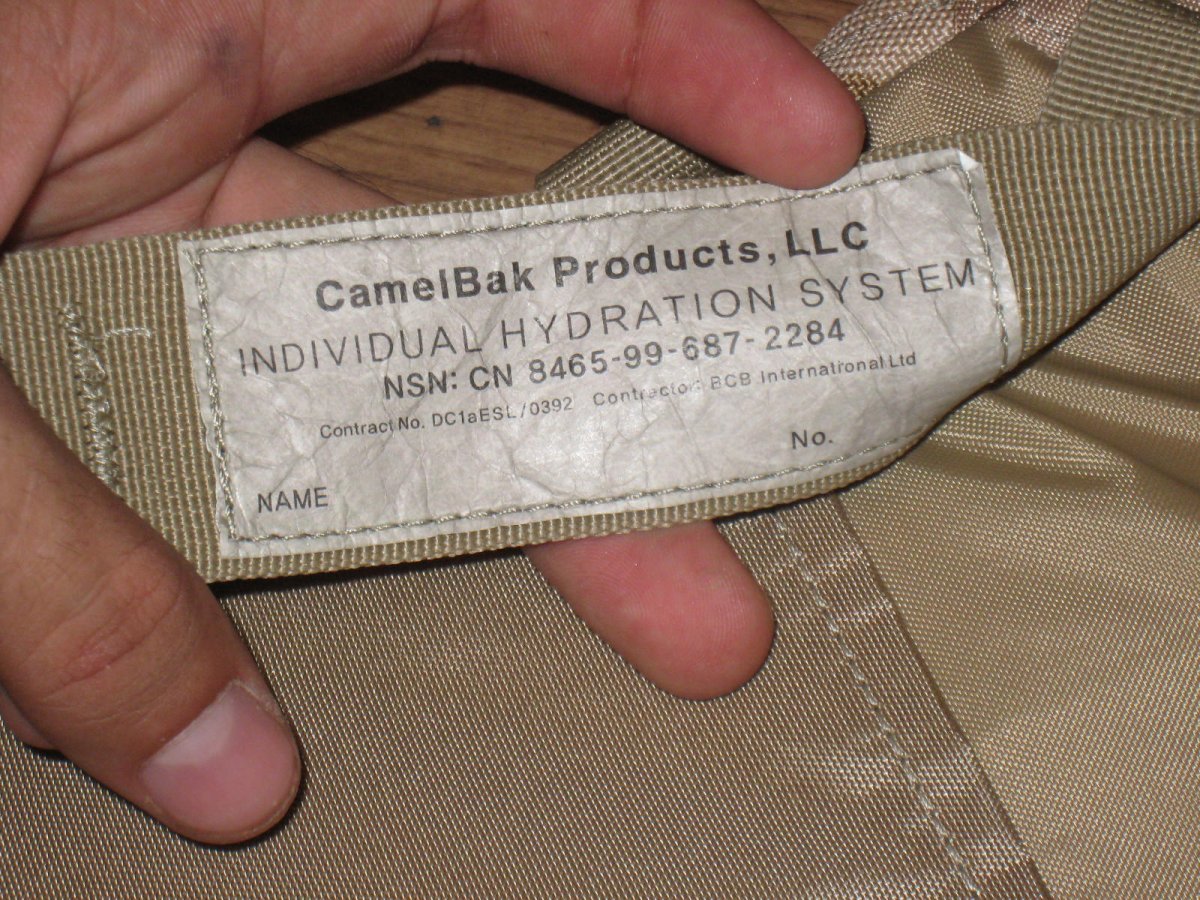 CamelBak Products, LLC
INDIVIDUAL HYDRATION SYSTEM
NSN: CN 8465-99-687-2284
Contract No. DC1aESL/0392 Contractor: BCB International Ltd
No.
NAME